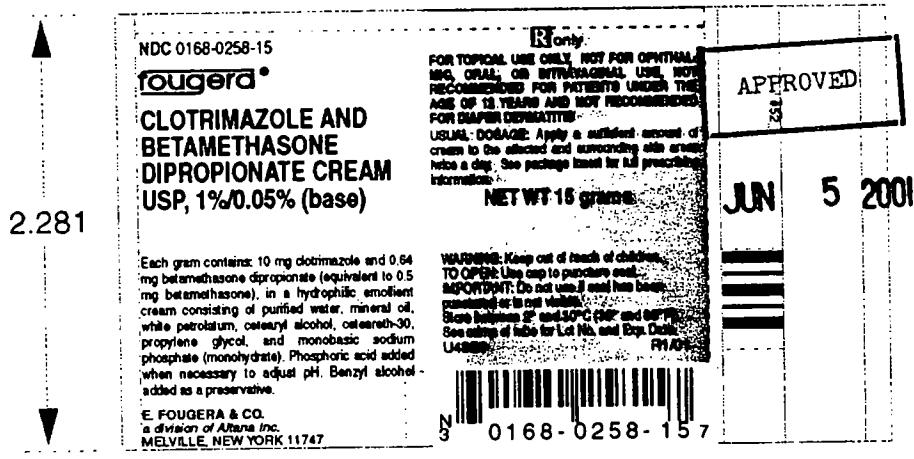 2.281
NDC 0168-0258-15
fougera®
CLOTRIMAZOLE AND
BETAMETHASONE
DIPROPIONATE CREAM
USP, 1%/0.05% (base)
Each gram contains: 10 mg clotrimazole and 0.64
mg betamethasone dipropionate (equivalent to 0.5
mg betamethasone), in a hydrophilic emollient
cream consisting of purified water, mineral oil,
white petrolatum, cetearyl alcohol, ceteareth-30,
propylene glycol, and monobasic sodium
phosphate (monohydrate). Phosphoric acid added
when necessary to adjust pH. Benzyl alcohol
added as a preservative.
E. FOUGERA & CO.
a division of Altana Inc.
MELVILLE, NEW YORK 11747
R only
FOR TOPICAL USE ONLY, NOT FOR OPHTHAL-
MIC, ORAL, OR INTRAVAGINAL USE, NOT
RECOMMENDED FOR PATIENTS UNDER THE
AGE OF 12 YEARS AND NOT RECOMMENDED
FOR DIAPER DERMATITIS
USUAL DOSAGE: Apply a sufficient amount of
cream to the affected and surrounding skin areas
twice a day. See package insert for full prescribing
information.
NET WT 15 grams
WARNING: Keep out of reach of children.
TO OPEN: Use cap to puncture seal.
IMPORTANT: Do not use if seal has been
punctured or is not visible.
Store between 2° and 30°C (36° and 86°F).
See crimp of tube for Lot No. and Exp. Date.
N
3 0168-0258-15 7
APPROVED
JUN 5 2001